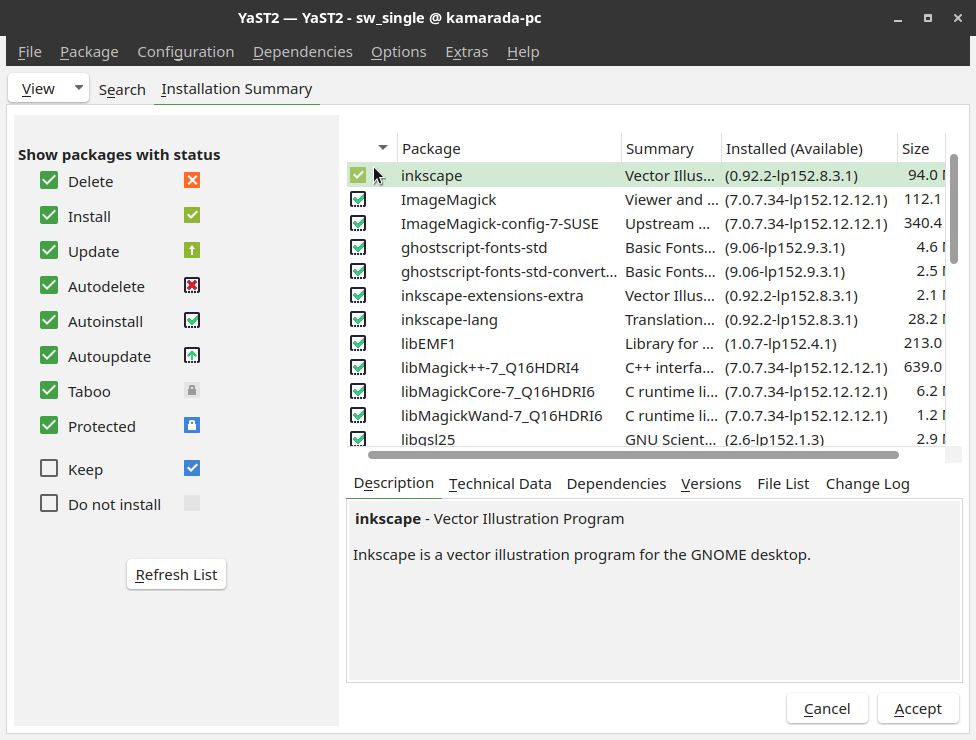 YaST2 — YaST2 - sw_single @ kamarada-pc
File Package Configuration Dependencies Options Extras Help
View Search Installation Summary
Show packages with status
Delete
Install
Update
Autodelete
Autoinstall
Autoupdate
Taboo
Protected
Keep
Do not install
Refresh List
Package Summary Installed (Available) Size
inkscape Vector Illus... (0.92.2-lp152.8.3.1) 94.0
ImageMagick Viewer and ... (7.0.7.34-lp152.12.12.1) 112.1
ImageMagick-config-7-SUSE Upstream ... (7.0.7.34-lp152.12.12.1) 340.4
ghostscript-fonts-std Basic Fonts... (9.06-lp152.9.3.1) 4.6
ghostscript-fonts-std-convert... Basic Fonts... (9.06-lp152.9.3.1) 2.5
inkscape-extensions-extra Vector Illus... (0.92.2-lp152.8.3.1) 2.1
inkscape-lang Translation... (0.92.2-lp152.8.3.1) 28.2
libEMF1 Library for ... (1.0.7-lp152.4.1) 213.0
libMagick++-7_Q16HDRI4 C++ interfa... (7.0.7.34-lp152.12.12.1) 639.0
libMagickCore-7_Q16HDRI6 C runtime li... (7.0.7.34-lp152.12.12.1) 6.2
libMagickWand-7_Q16HDRI6 C runtime li... (7.0.7.34-lp152.12.12.1) 1.2
libgsl25 GNU Scient... (2.6-lp152.1.3) 2.9
Description Technical Data Dependencies Versions File List Change Log
inkscape - Vector Illustration Program
Inkscape is a vector illustration program for the GNOME desktop.
Cancel Accept